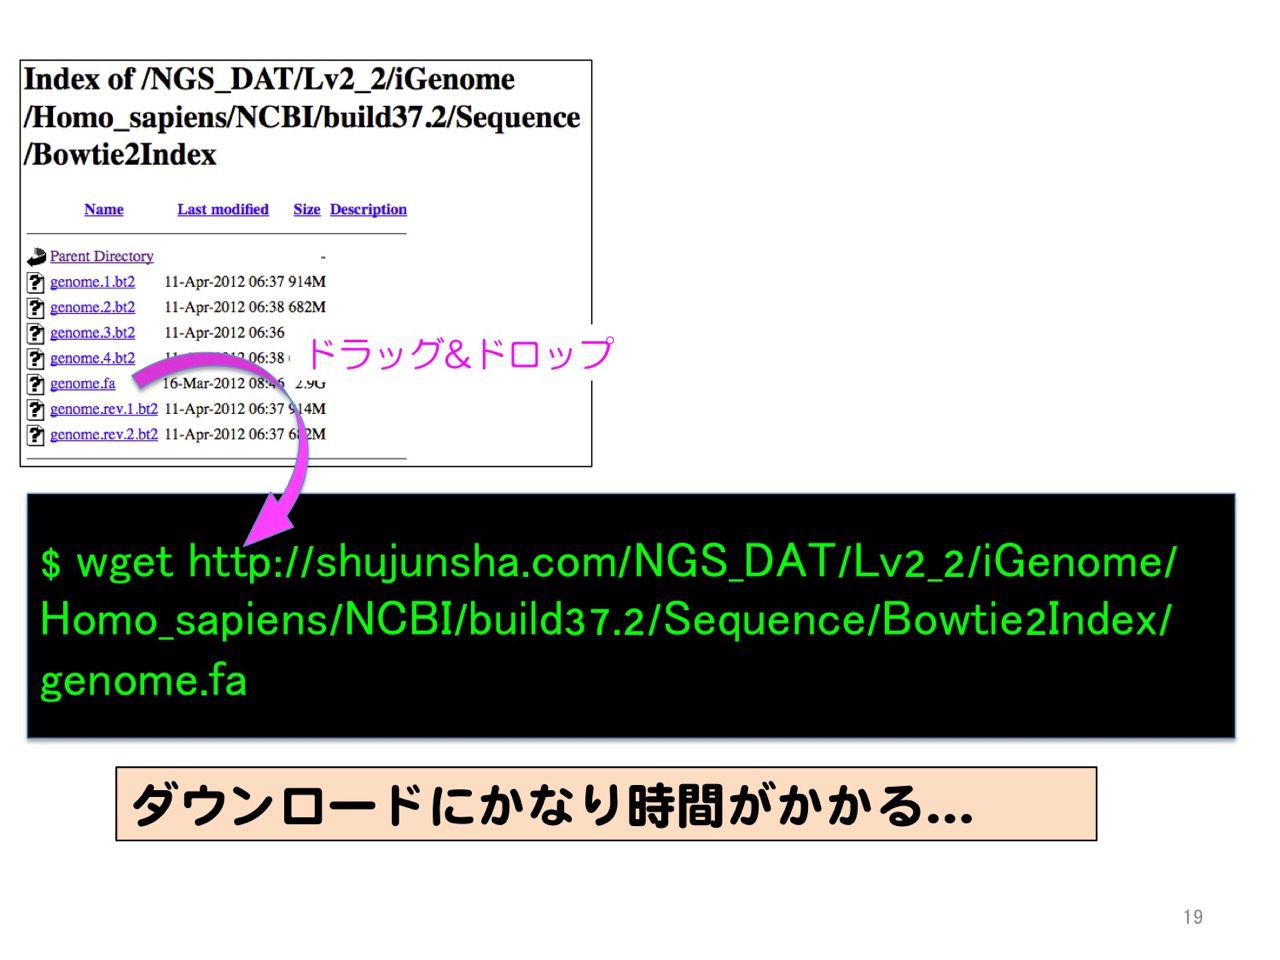 Index of /NGS_DAT/Lv2_2/iGenome
/Homo_sapiens/NCBI/build37.2/Sequence
/Bowtie2Index
Name Last modified Size Description
Parent Directory -
genome.1.bt2 11-Apr-2012 06:37 914M
genome.2.bt2 11-Apr-2012 06:38 682M
genome.3.bt2 11-Apr-2012 06:36
genome.4.bt2 11-Apr-2012 06:38
ドラッグ&ドロップ
genome.fa 16-Mar-2012 08:46 2.9G
genome.rev.1.bt2 11-Apr-2012 06:37 914M
genome.rev.2.bt2 11-Apr-2012 06:37 682M
$ wget http://shujunsha.com/NGS_DAT/Lv2_2/iGenome/
Homo_sapiens/NCBI/build37.2/Sequence/Bowtie2Index/
genome.fa
ダウンロードにかなり時間がかかる...
19